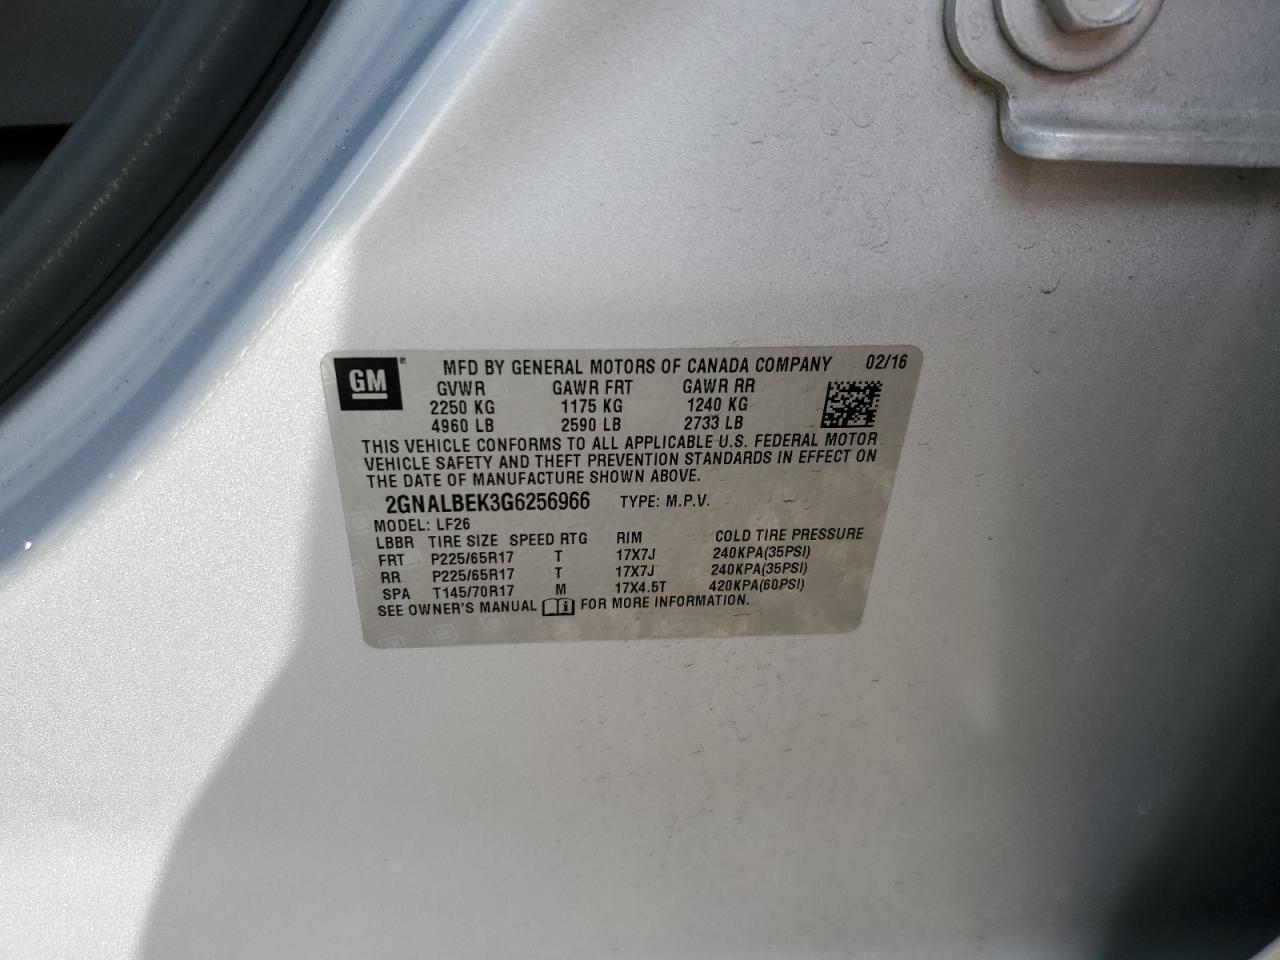 GM
MFD BY GENERAL MOTORS OF CANADA COMPANY 02/16
GVWR GAWR FRT GAWR RR
2250 KG 1175 KG 1240 KG
4960 LB 2590 LB 2733 LB
THIS VEHICLE CONFORMS TO ALL APPLICABLE U.S. FEDERAL MOTOR
VEHICLE SAFETY AND THEFT PREVENTION STANDARDS IN EFFECT ON
THE DATE OF MANUFACTURE SHOWN ABOVE.
2GNALBEK3G6256966 TYPE: M.P.V.
MODEL: LF26
LBBR TIRE SIZE SPEED RTG RIM COLD TIRE PRESSURE
FRT P225/65R17 T 17X7J 240KPA(35PSI)
RR P225/65R17 T 17X7J 240KPA(35PSI)
SPA T145/70R17 M 17X4.5T 420KPA(60PSI)
SEE OWNER'S MANUAL FOR MORE INFORMATION.